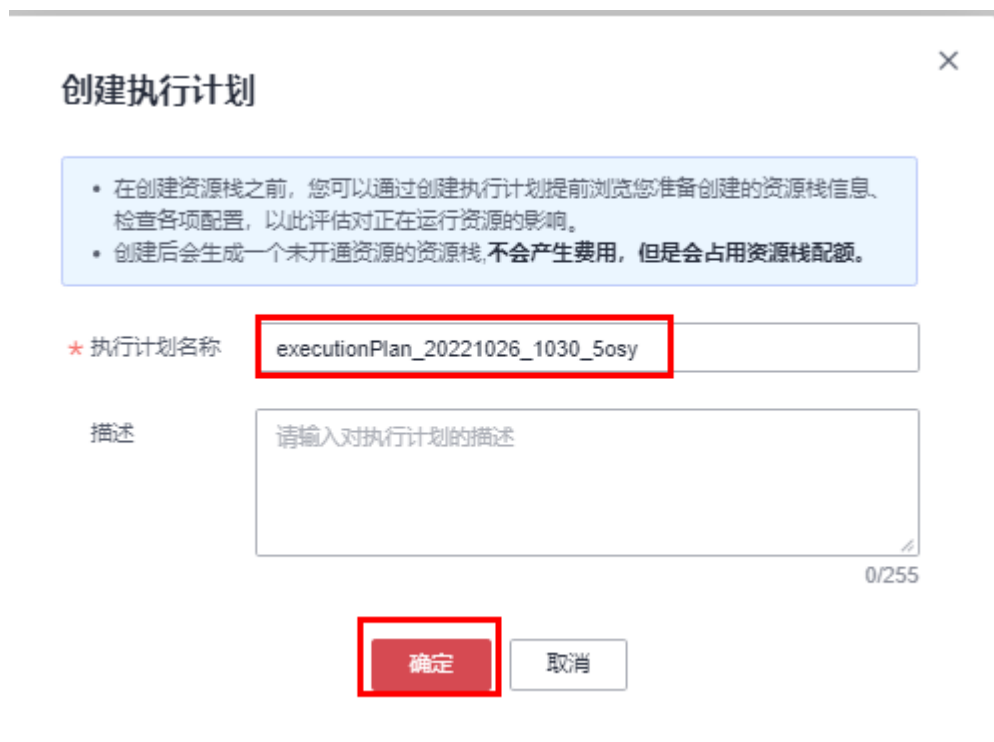 创建执行计划
• 在创建资源栈之前，您可以通过创建执行计划提前浏览您准备创建的资源栈信息、
检查各项配置，以此评估对正在运行资源的影响。
• 创建后会生成一个未开通资源的资源栈,不会产生费用，但是会占用资源栈配额。
* 执行计划名称 executionPlan_20221026_1030_5osy
描述 请输入对执行计划的描述
0/255
确定 取消